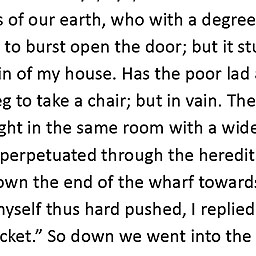 s of our earth, who with a degree
to burst open the door; but it stu
in of my house. Has the poor lad a
eg to take a chair; but in vain. The
ght in the same room with a wide
perpetuated through the heredit
own the end of the wharf towards
nyself thus hard pushed, I replied
cket.” So down we went into the